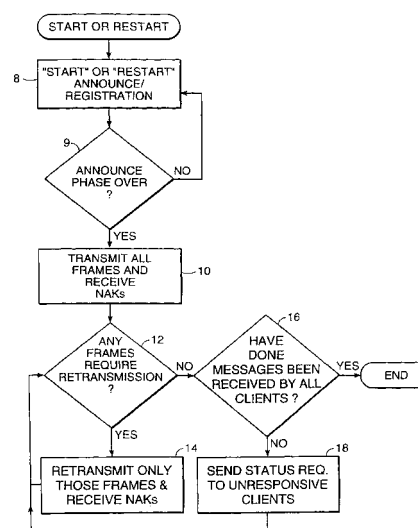 START OR RESTART
8
"START" OR "RESTART"
ANNOUNCE/
REGISTRATION
9
ANNOUNCE
PHASE OVER
?
NO
YES
TRANSMIT ALL
FRAMES AND
RECEIVE
NAKs
10
12
ANY
FRAMES
REQUIRE
RETRANSMISSION
?
NO
YES
16
HAVE
DONE
MESSAGES BEEN
RECEIVED BY ALL
CLIENTS ?
YES
END
NO
14
RETRANSMIT ONLY
THOSE FRAMES &
RECEIVE NAKs
18
SEND STATUS REQ.
TO UNRESPONSIVE
CLIENTS